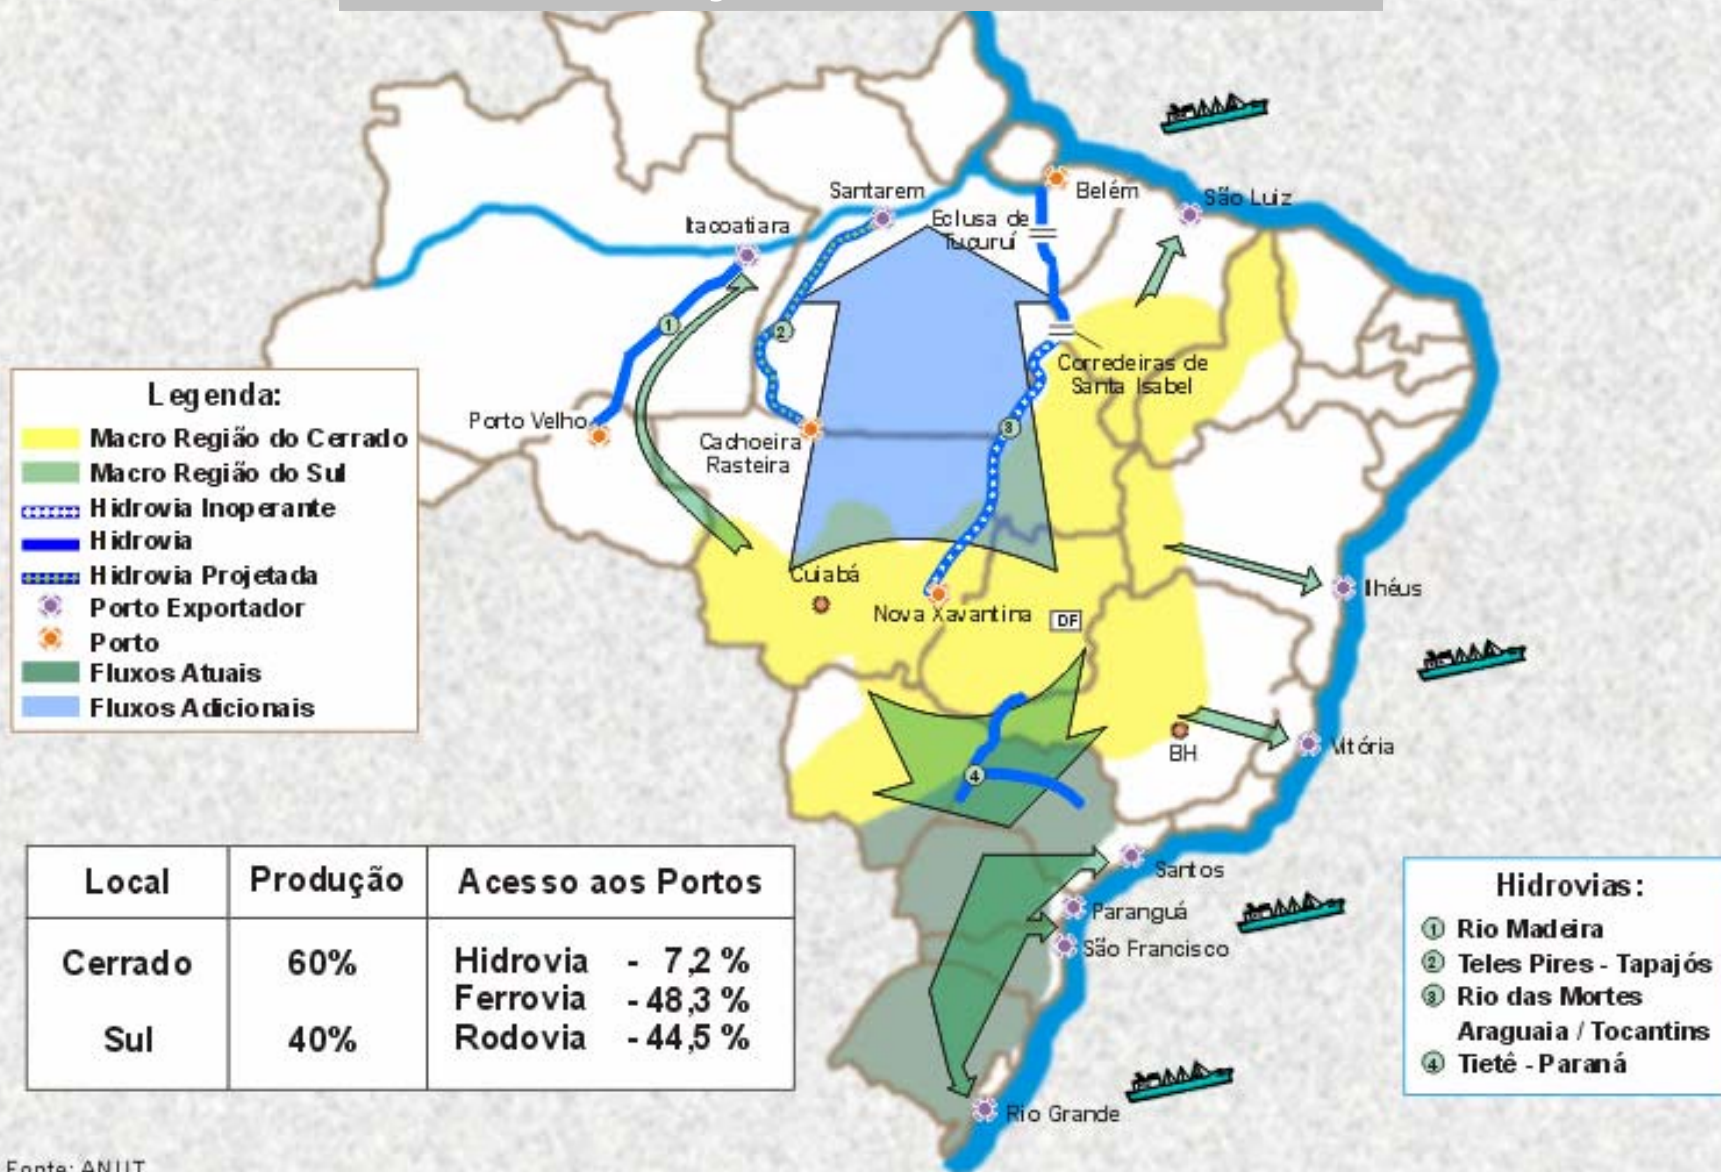 Belém
São Luiz
Santarem
Eclusa de
Tucuruí
Itacoatiara
1
2
Corredeiras de
Santa Isabel
3
Porto Velho
Cachoeira
Rasteira
Legenda:
Macro Região do Cerrado
Macro Região do Sul
Hidrovia Inoperante
Hidrovia
Hidrovia Projetada
Porto Exportador
Porto
Fluxos Atuais
Fluxos Adicionais
Cuiabá
Nova Xavantina
DF
Ilhéus
BH
Vitória
4
Santos
Paranguá
São Francisco
Rio Grande
Local Produção Acesso aos Portos
Cerrado 60% Hidrovia - 7,2 %
Ferrovia - 48,3 %
Sul 40% Rodovia - 44,5 %
Hidrovias:
1 Rio Madeira
2 Teles Pires - Tapajós
3 Rio das Mortes
Araguaia / Tocantins
4 Tietê - Paraná
Fonte: ANUT